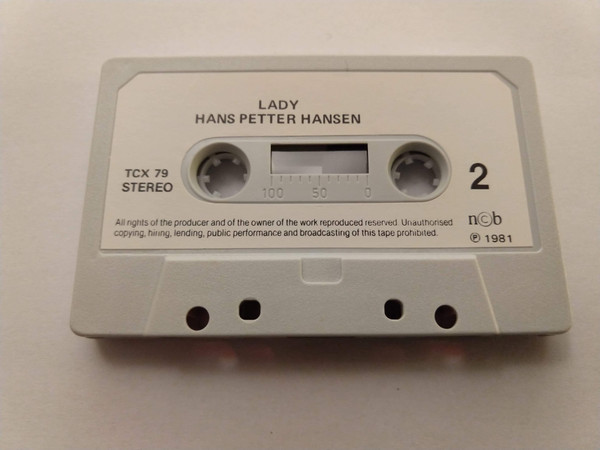 LADY
HANS PETTER HANSEN
TCX 79
STEREO
100 50 0
2
All rights of the producer and of the owner of the work reproduced reserved. Unauthorised
copying, hiring, lending, public performance and broadcasting of this tape prohibited.
n©b
℗ 1981